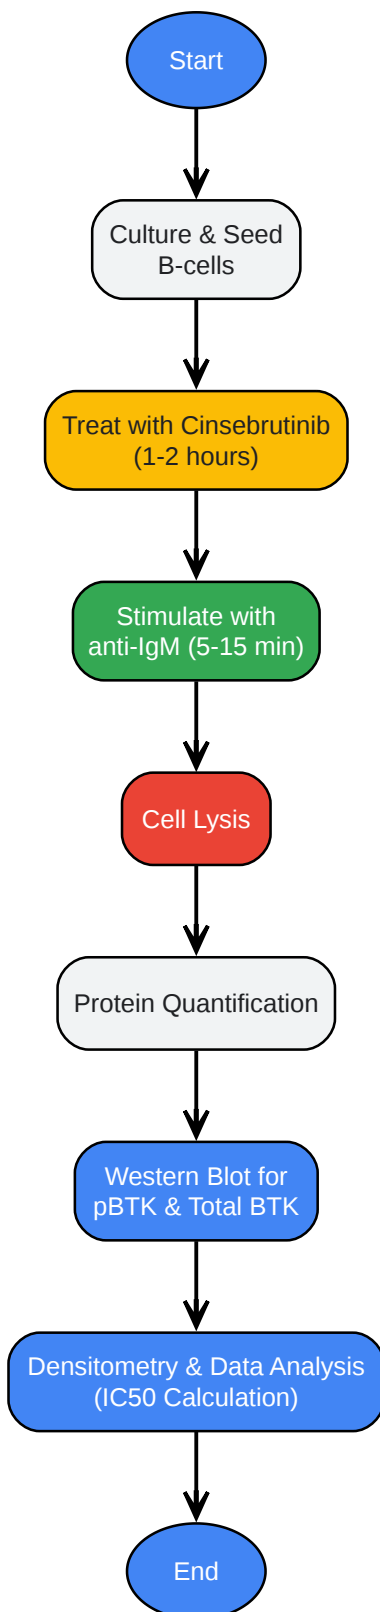 Start
Culture & Seed
B-cells
Treat with Cinsebrutinib
(1-2 hours)
Stimulate with
anti-IgM (5-15 min)
Cell Lysis
Protein Quantification
Western Blot for
pBTK & Total BTK
Densitometry & Data Analysis
(IC50 Calculation)
End